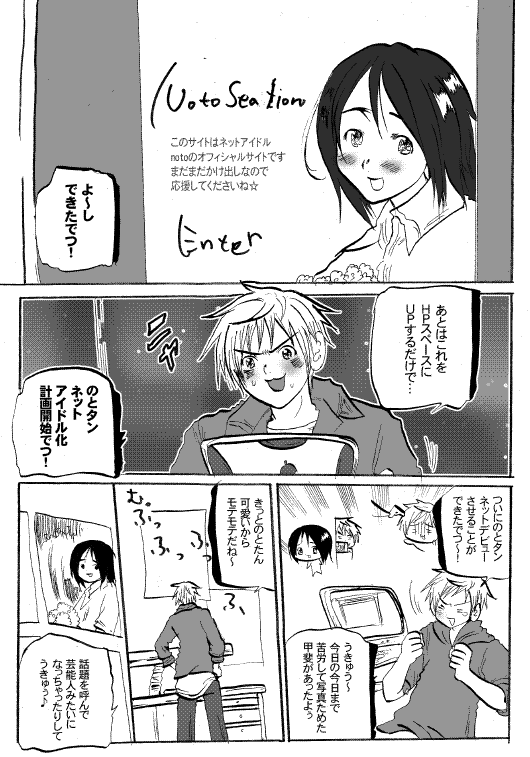 Noto Station
このサイトはネットアイドル
notoのオフィシャルサイトです
まだまだかけ出しなので
応援してくださいね☆
Enter
よ～し
できたでつ！
あとはこれを
HPスペースに
UPするだけで…
ニヤ
のとタン
ネット
アイドル化
計画開始でつ！
ついにのとタン
ネットデビュー
させることが
できたでつ～！
うきゅう～
今日の今日まで
苦労して写真ためた
甲斐があったよぅ
きっとのとたん
可愛いから
モテモテだね～
むふっふっふ、
話題を呼んで
芸能人みたいに
なっちゃったりして
うきゅぅ♪